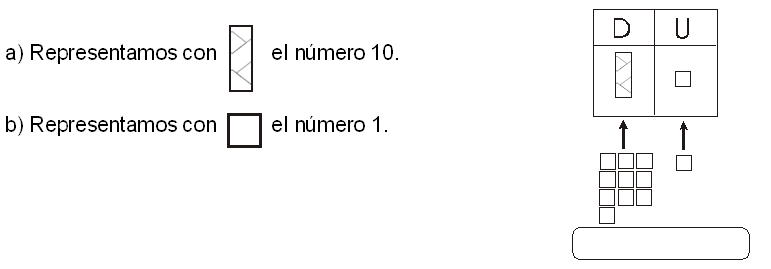 a) Representamos con el número 10.
b) Representamos con el número 1.
D U